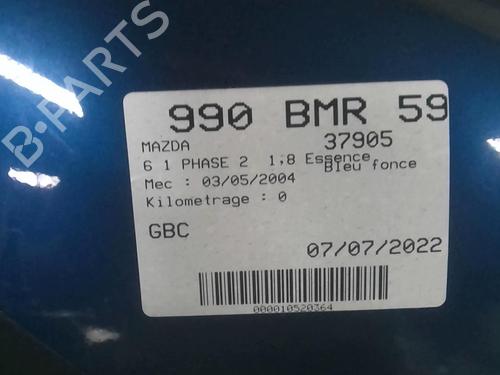 B-PARTS
990 BMR 59
MAZDA 37905
6 1 PHASE 2 1,8 Essence
Bleu fonce
Mec : 03/05/2004
Kilometrage : 0
GBC
07/07/2022
000010520364